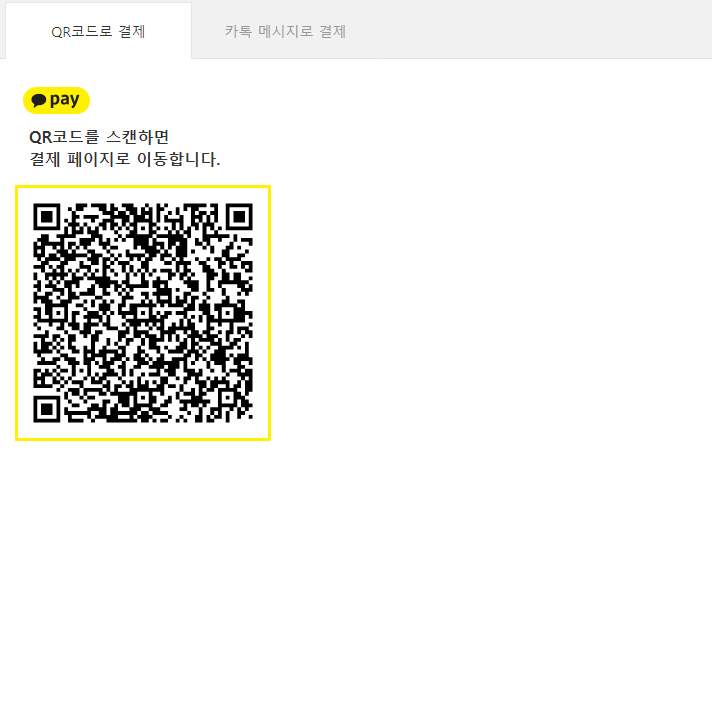 QR코드로 결제
카톡 메시지로 결제
pay
QR코드를 스캔하면
결제 페이지로 이동합니다.